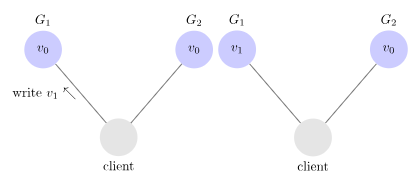 G₁ G₂ G₁ G₂
v₀ v₀ v₁ v₀
write v₁
client client